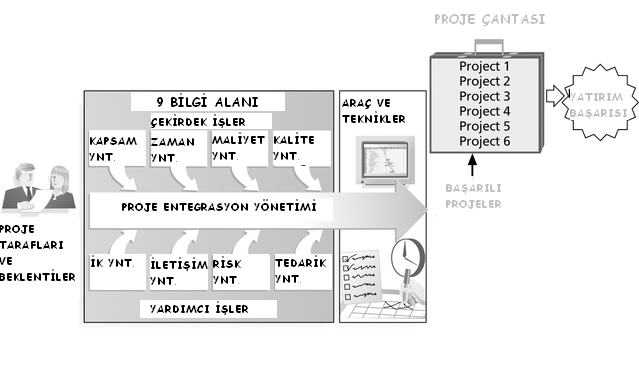 PROJE ÇANTASI
Project 1
Project 2
Project 3
Project 4
Project 5
Project 6
YATIRIM
BAŞARISI
BAŞARILI
PROJELER
9 BİLGİ ALANI
ÇEKİRDEK İŞLER
KAPSAM
YNT.
ZAMAN
YNT.
MALİYET
YNT.
KALİTE
YNT.
ARAÇ VE
TEKNİKLER
PROJE ENTEGRASYON YÖNETİMİ
PROJE
TARAFLARI
VE
BEKLENTİLER
İK YNT.
İLETİŞİM
YNT.
RISK
YNT.
TEDARİK
YNT.
YARDIMCI İŞLER